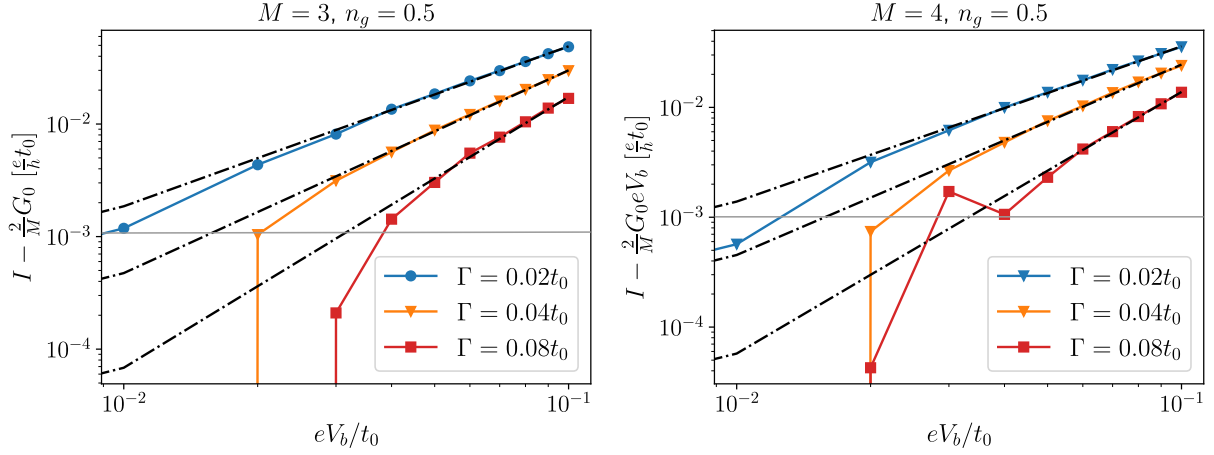 M = 3, n_g = 0.5
I − 2/M G_0 [e/h t_0]
10^{-2}
10^{-3}
10^{-4}
Γ = 0.02t_0
Γ = 0.04t_0
Γ = 0.08t_0
10^{-2}
10^{-1}
eV_b/t_0
M = 4, n_g = 0.5
I − 2/M G_0eV_b [e/h t_0]
10^{-2}
10^{-3}
10^{-4}
Γ = 0.02t_0
Γ = 0.04t_0
Γ = 0.08t_0
10^{-2}
10^{-1}
eV_b/t_0